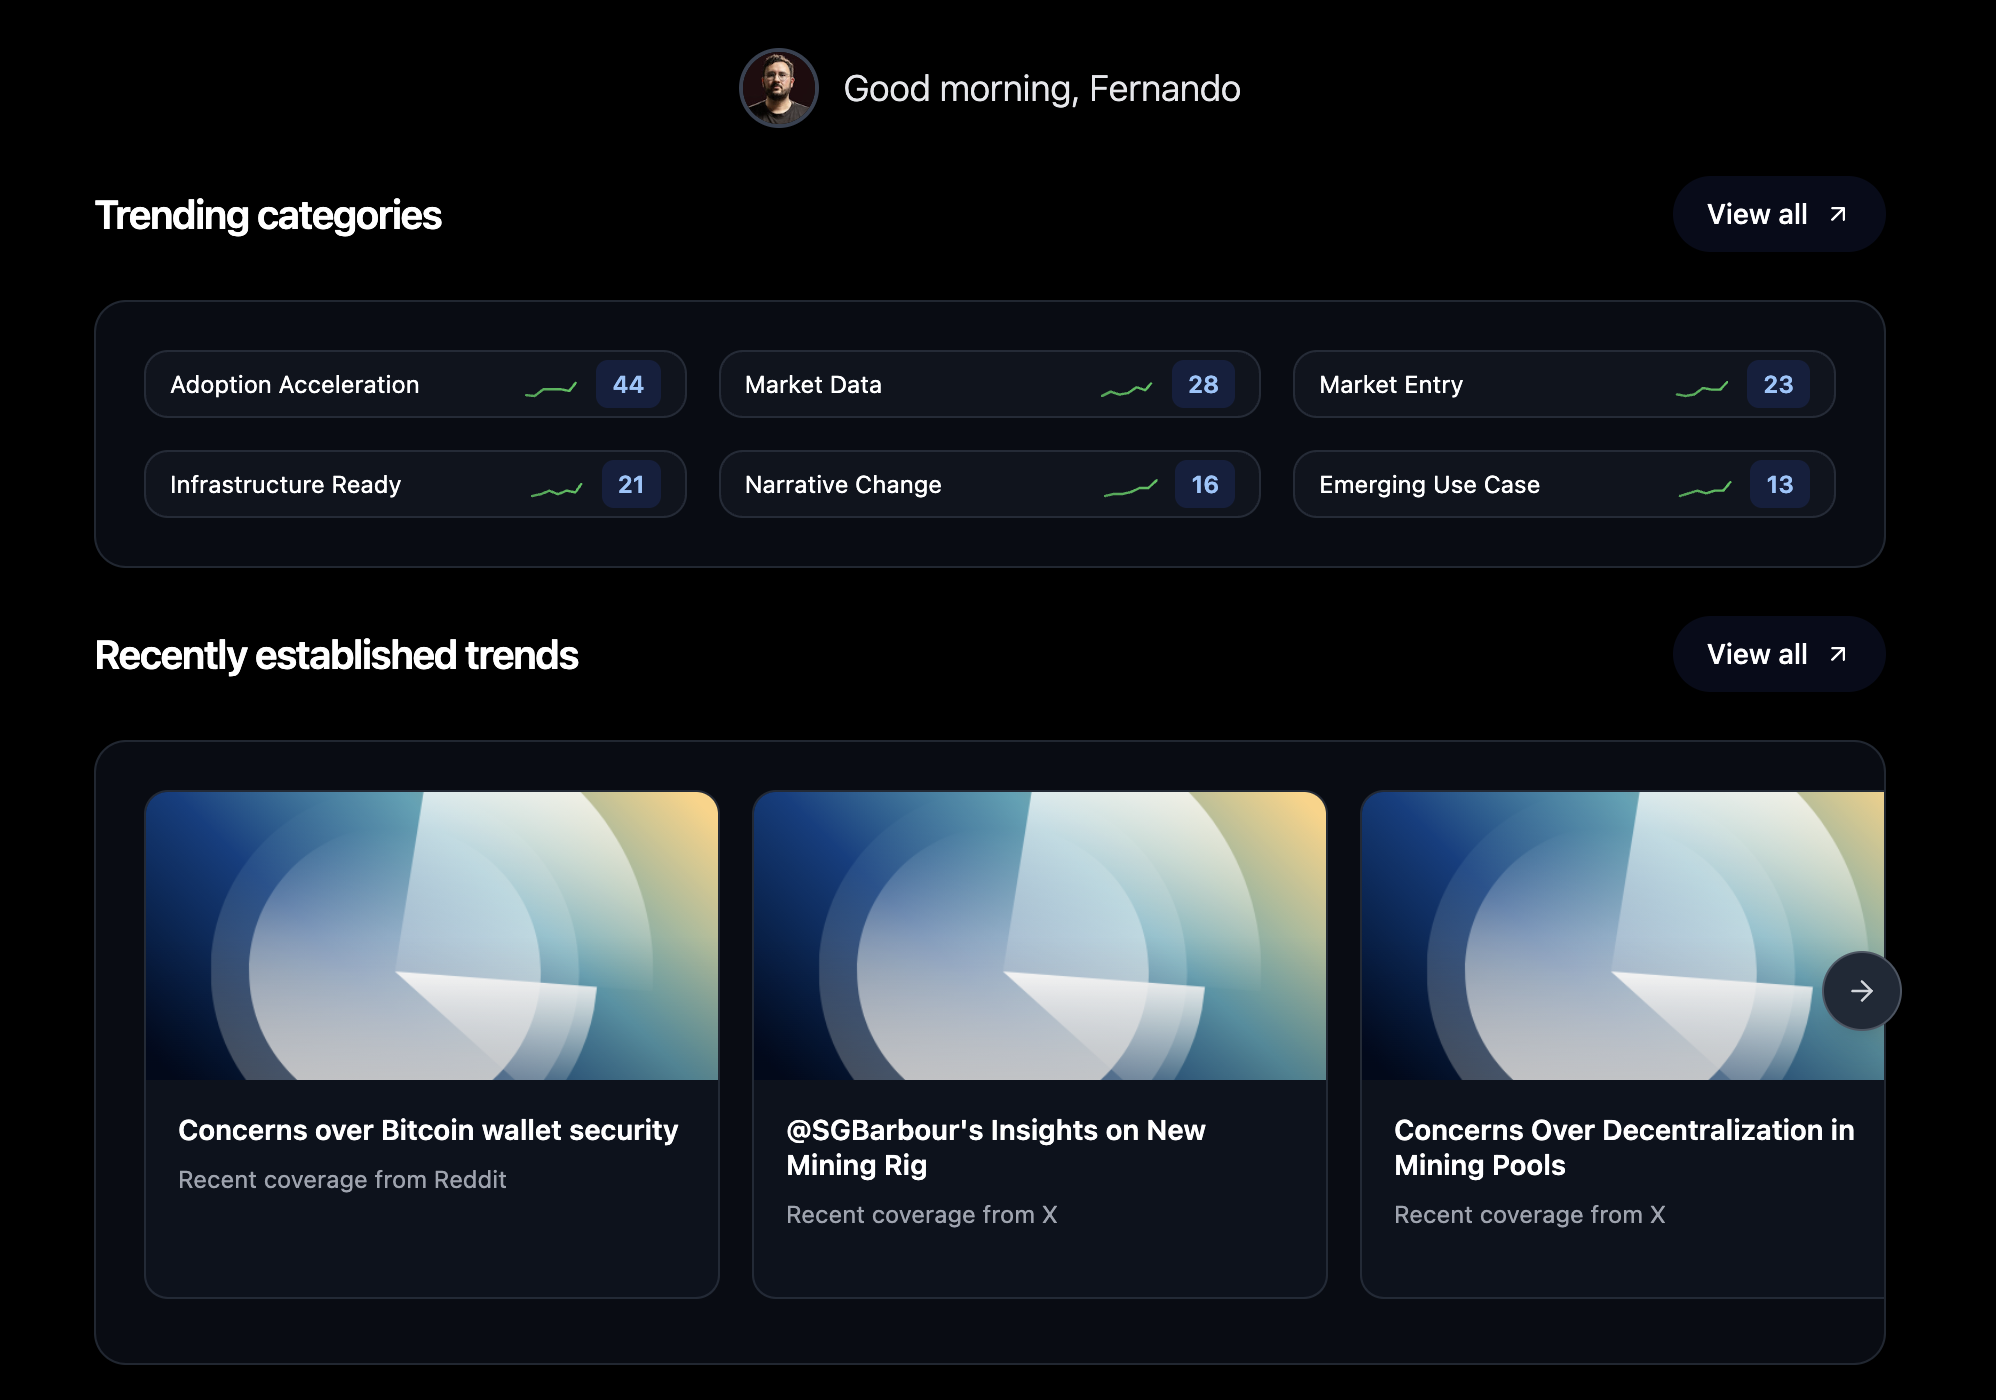 Good morning, Fernando
Trending categories
View all
Adoption Acceleration 44
Market Data 28
Market Entry 23
Infrastructure Ready 21
Narrative Change 16
Emerging Use Case 13
Recently established trends
View all
Concerns over Bitcoin wallet security
Recent coverage from Reddit
@SGBarbour's Insights on New
Mining Rig
Recent coverage from X
Concerns Over Decentralization in
Mining Pools
Recent coverage from X